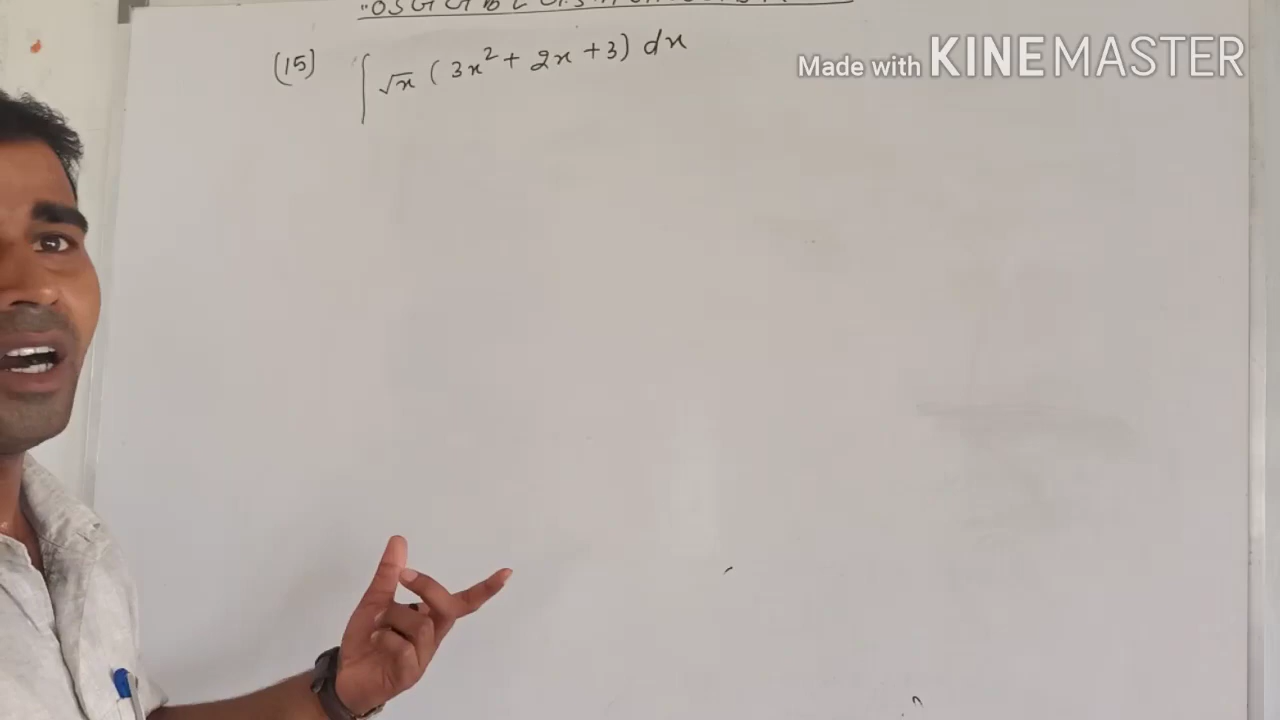 (15) ∫ √x (3x² + 2x + 3) dx
Made with KINEMASTER